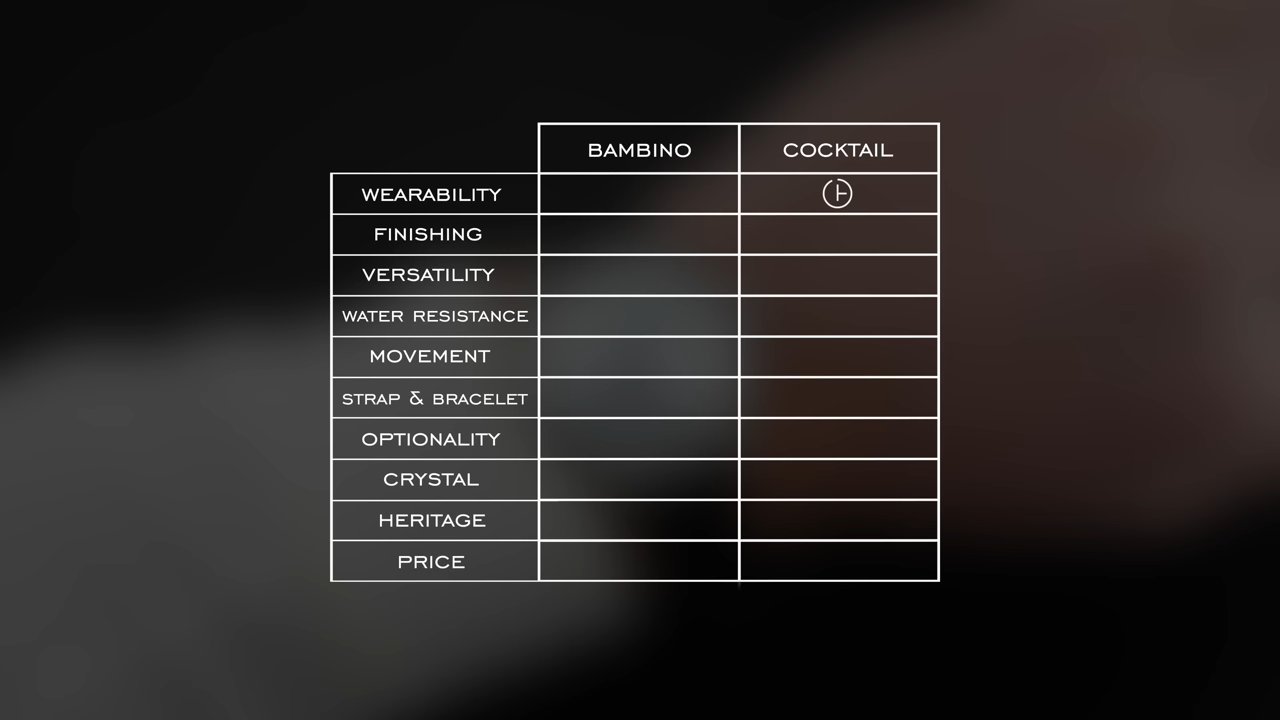 BAMBINO COCKTAIL
WEARABILITY
FINISHING
VERSATILITY
WATER RESISTANCE
MOVEMENT
STRAP & BRACELET
OPTIONALITY
CRYSTAL
HERITAGE
PRICE